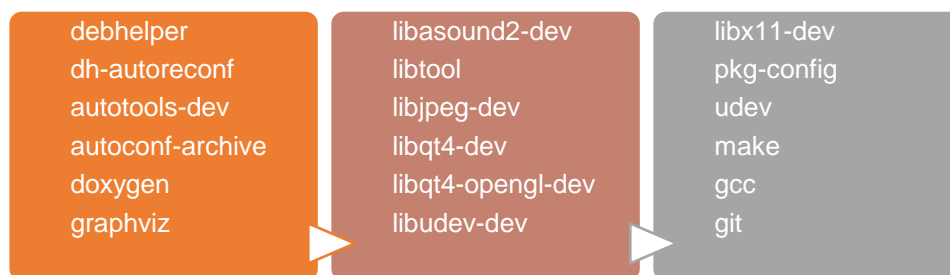 debhelper
dh-autoreconf
autotools-dev
autoconf-archive
doxygen
graphviz
libasound2-dev
libtool
libjpeg-dev
libqt4-dev
libqt4-opengl-dev
libudev-dev
libx11-dev
pkg-config
udev
make
gcc
git